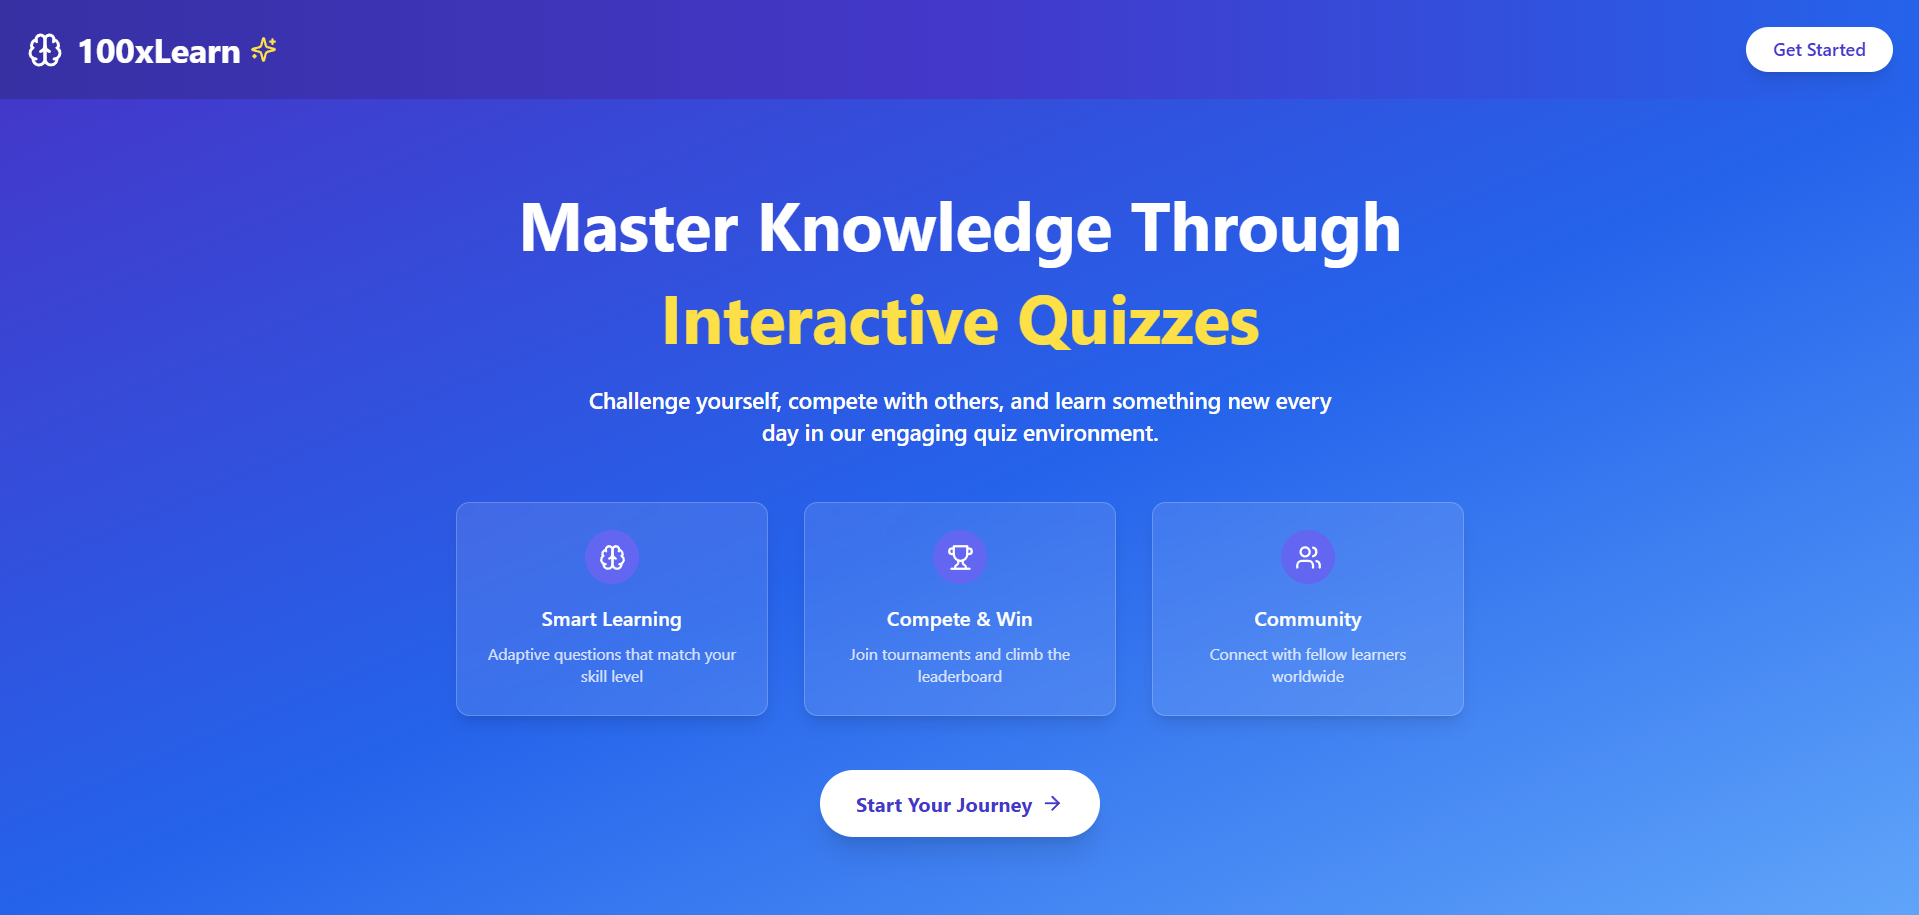 100xLearn
Get Started
Master Knowledge Through
Interactive Quizzes
Challenge yourself, compete with others, and learn something new every
day in our engaging quiz environment.
Smart Learning
Adaptive questions that match your
skill level
Compete & Win
Join tournaments and climb the
leaderboard
Community
Connect with fellow learners
worldwide
Start Your Journey